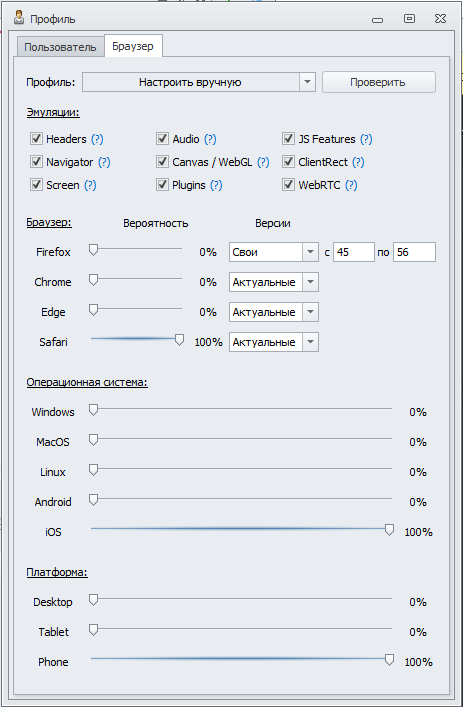 Профиль
Пользователь Браузер
Профиль: Настроить вручную Проверить
Эмуляции:
Headers (?) Audio (?) JS Features (?)
Navigator (?) Canvas / WebGL (?) ClientRect (?)
Screen (?) Plugins (?) WebRTC (?)
Браузер: Вероятность Версии
Firefox 0% Свои с 45 по 56
Chrome 0% Актуальные
Edge 0% Актуальные
Safari 100% Актуальные
Операционная система:
Windows 0%
MacOS 0%
Linux 0%
Android 0%
iOS 100%
Платформа:
Desktop 0%
Tablet 0%
Phone 100%